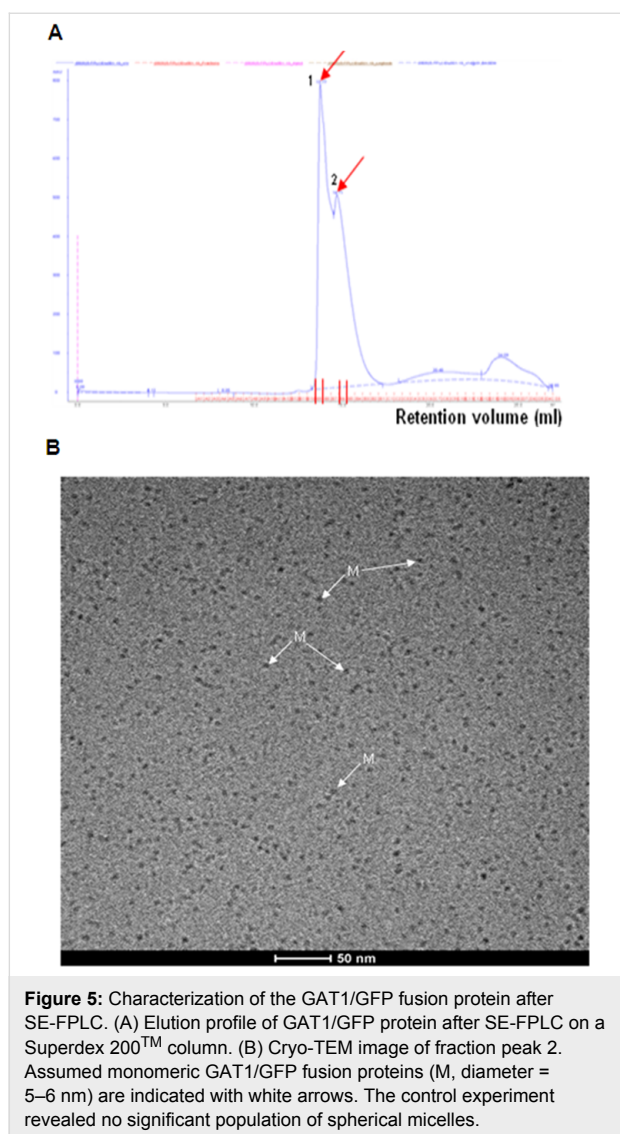 A
1
2
Retention volume (ml)
B
M
M
M
50 nm
Figure 5: Characterization of the GAT1/GFP fusion protein after
SE-FPLC. (A) Elution profile of GAT1/GFP protein after SE-FPLC on a
Superdex 200TM column. (B) Cryo-TEM image of fraction peak 2.
Assumed monomeric GAT1/GFP fusion proteins (M, diameter =
5–6 nm) are indicated with white arrows. The control experiment
revealed no significant population of spherical micelles.